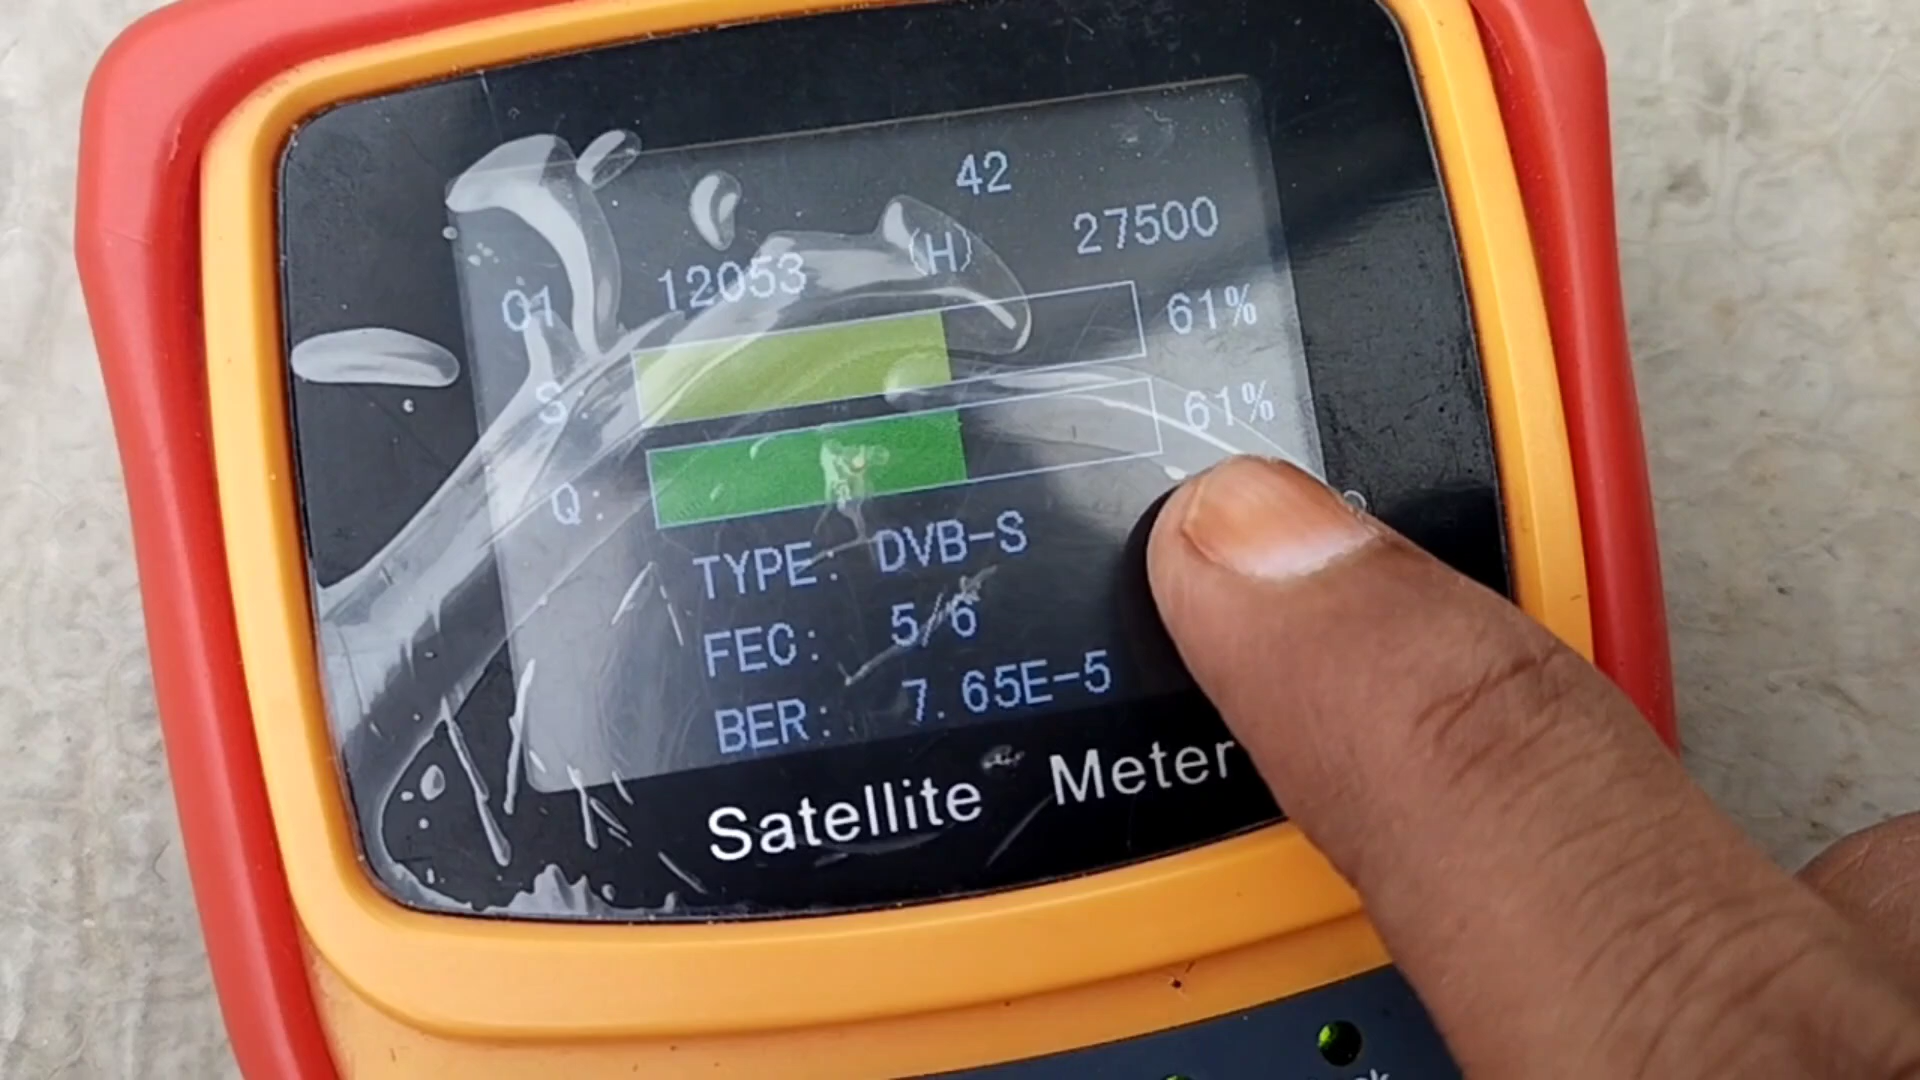 42
01 12053 (H) 27500
S: 61%
Q: 61%
TYPE: DVB-S
FEC: 5/6
BER: 7.65E-5
Satellite Meter